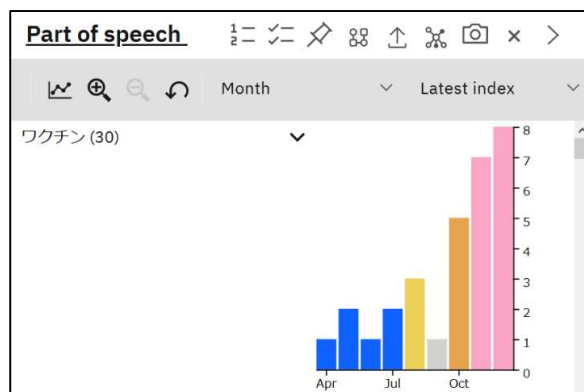 Part of speech
Month
Latest index
ワクチン (30)
8
7
6
5
4
3
2
1
0
Apr
Jul
Oct